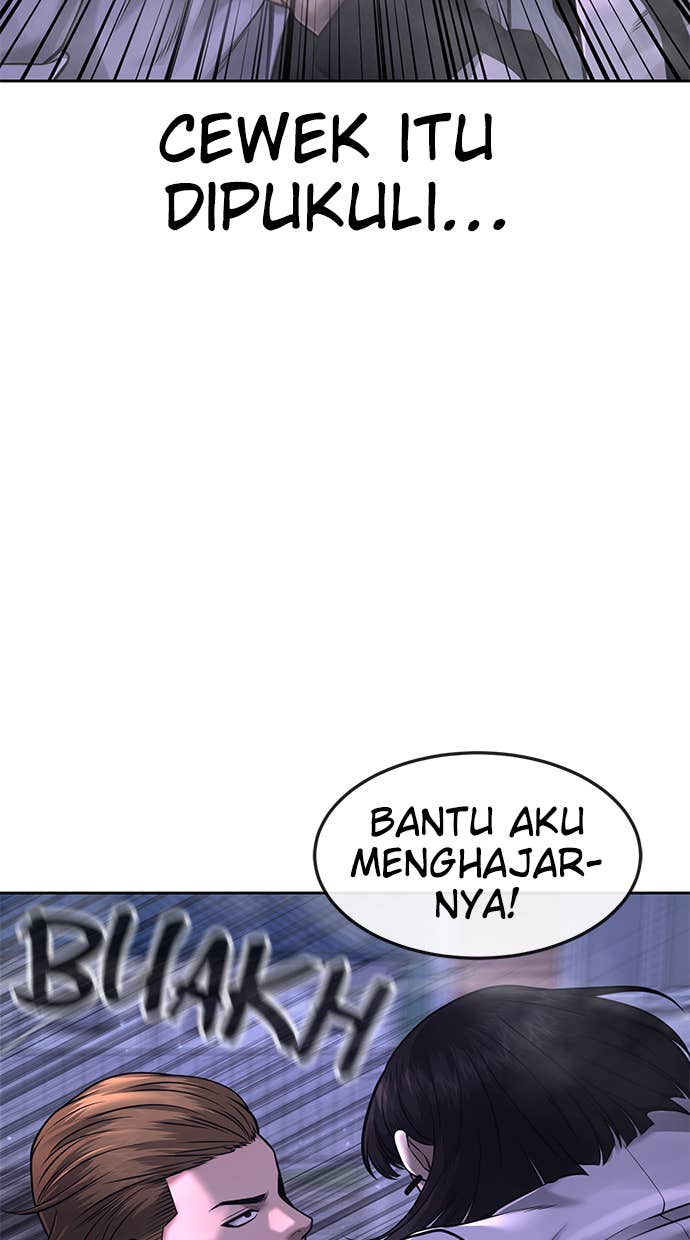 CEWEK ITU
DIPUKULI...
BANTU AKU
MENGHAJAR-
NYA!
BUAKH